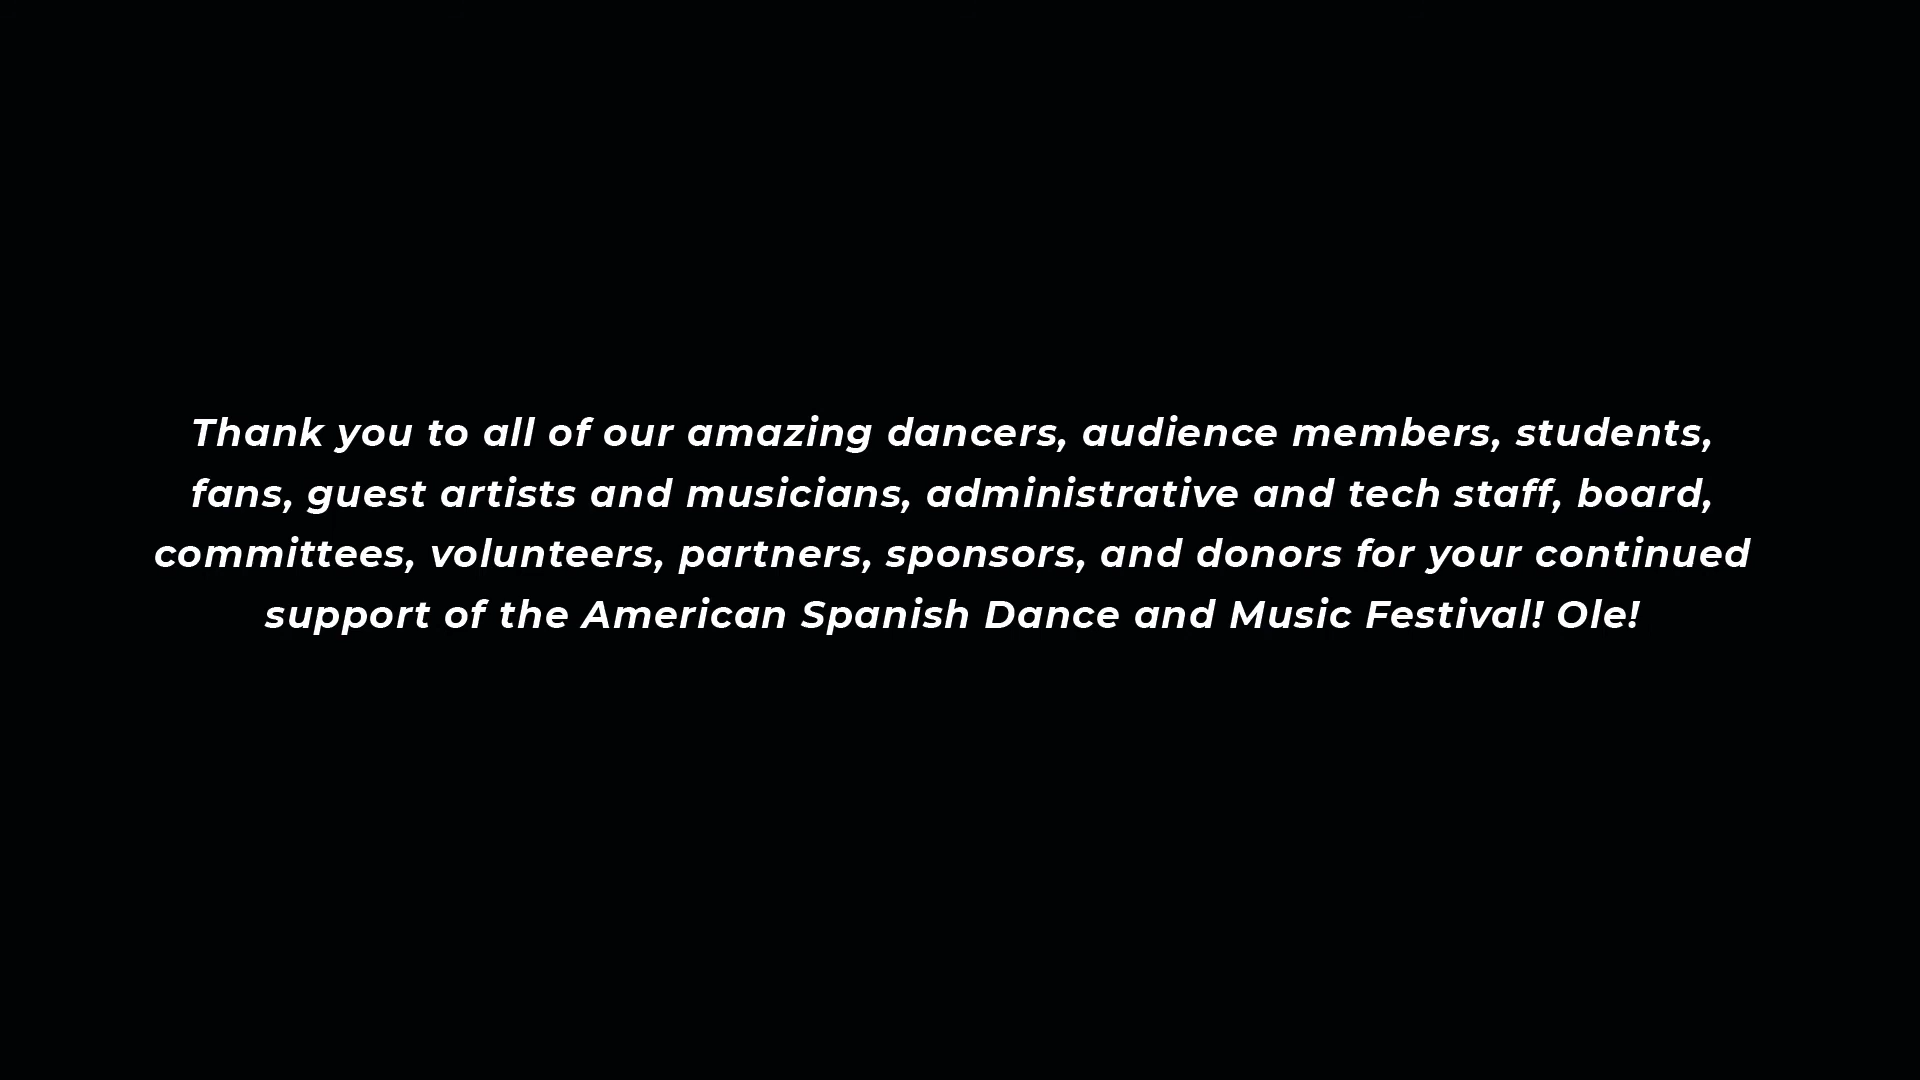 Thank you to all of our amazing dancers, audience members, students,
fans, guest artists and musicians, administrative and tech staff, board,
committees, volunteers, partners, sponsors, and donors for your continued
support of the American Spanish Dance and Music Festival! Ole!